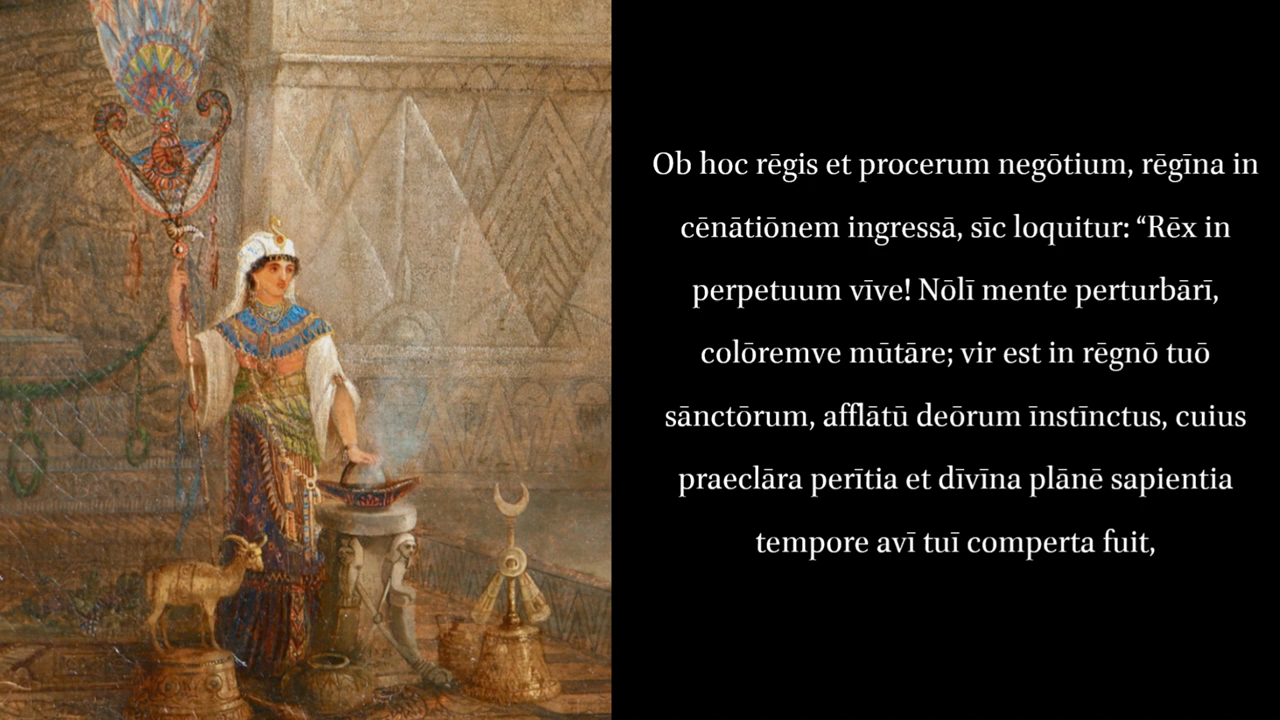 Ob hoc rēgis et procerum negōtium, rēgīna in
cēnātiōnem ingressā, sīc loquitur: “Rēx in
perpetuum vīve! Nōlī mente perturbārī,
colōremve mūtāre; vir est in rēgnō tuō
sānctōrum, afflātū deōrum īnstīnctus, cuius
praeclāra perītia et dīvīna plānē sapientia
tempore avī tuī comperta fuit,